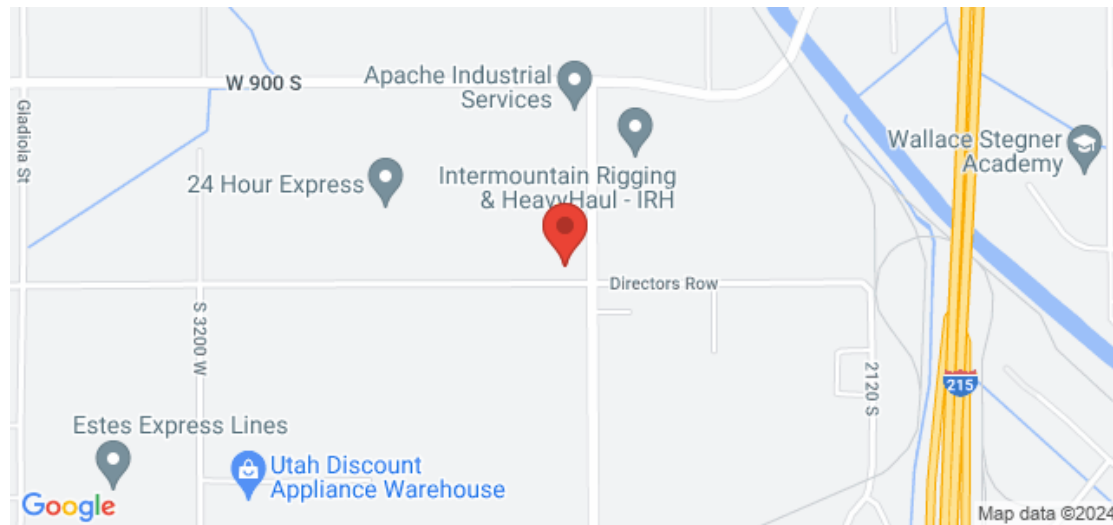 W 900 S
Apache Industrial
Services
Gladiola St
Wallace Stegner
Academy
24 Hour Express
Intermountain Rigging
& HeavyHaul - IRH
Directors Row
S 3200 W
2120 S
215
Estes Express Lines
Utah Discount
Appliance Warehouse
Google
Map data ©2024